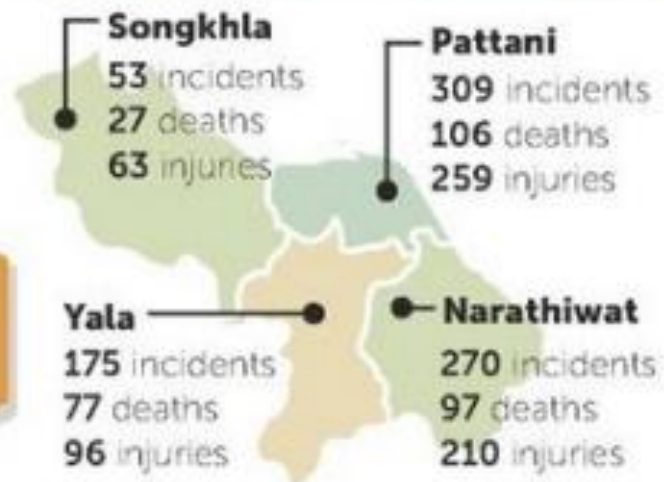 Songkhla
53 incidents
27 deaths
63 injuries
Pattani
309 incidents
106 deaths
259 injuries
Yala
175 incidents
77 deaths
96 injuries
Narathiwat
270 incidents
97 deaths
210 injuries